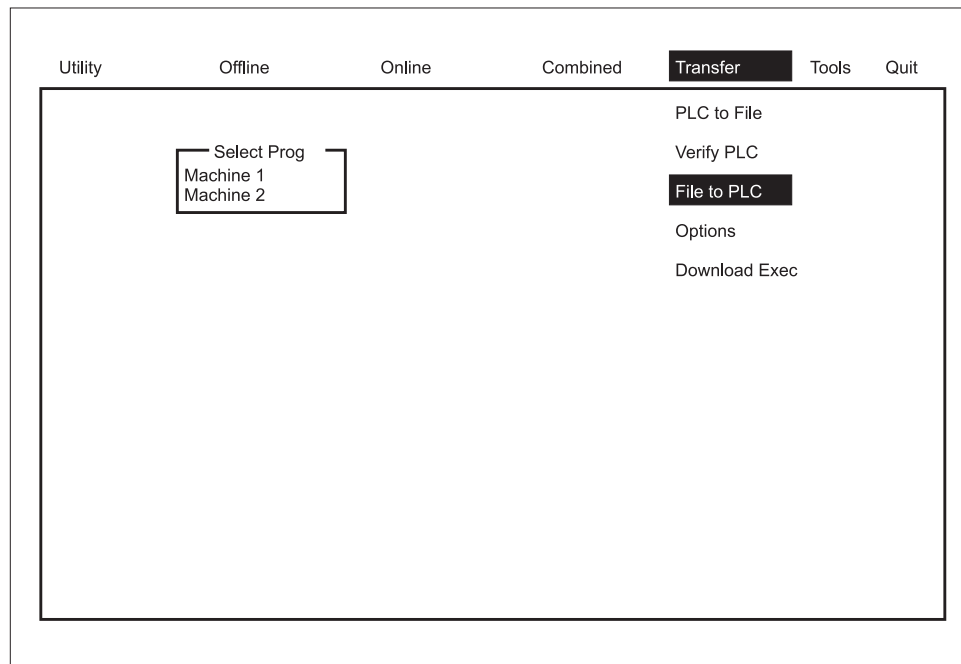 Utility Offline Online Combined Transfer Tools Quit
PLC to File
Select Prog
Machine 1
Machine 2
Verify PLC
File to PLC
Options
Download Exec